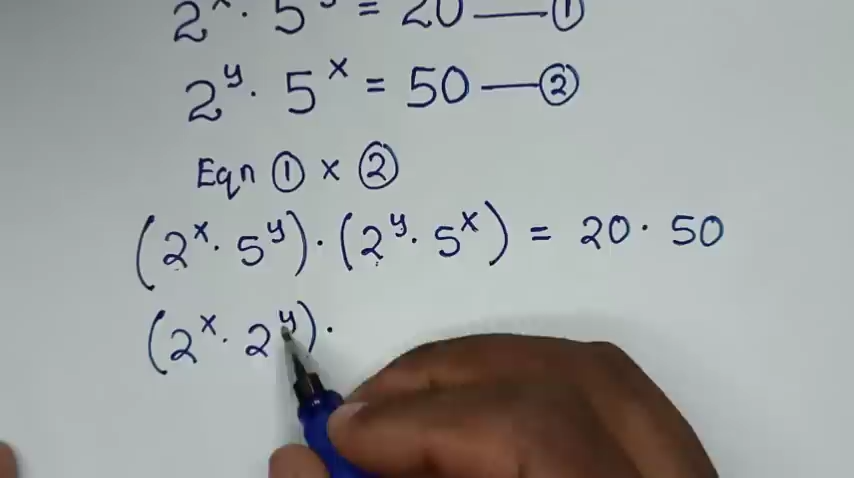 2^x · 5^y = 20 —— ①
2^y · 5^x = 50 —— ②
Eqn ① × ②
(2^x · 5^y) · (2^y · 5^x) = 20 · 50
(2^x · 2^y) ·